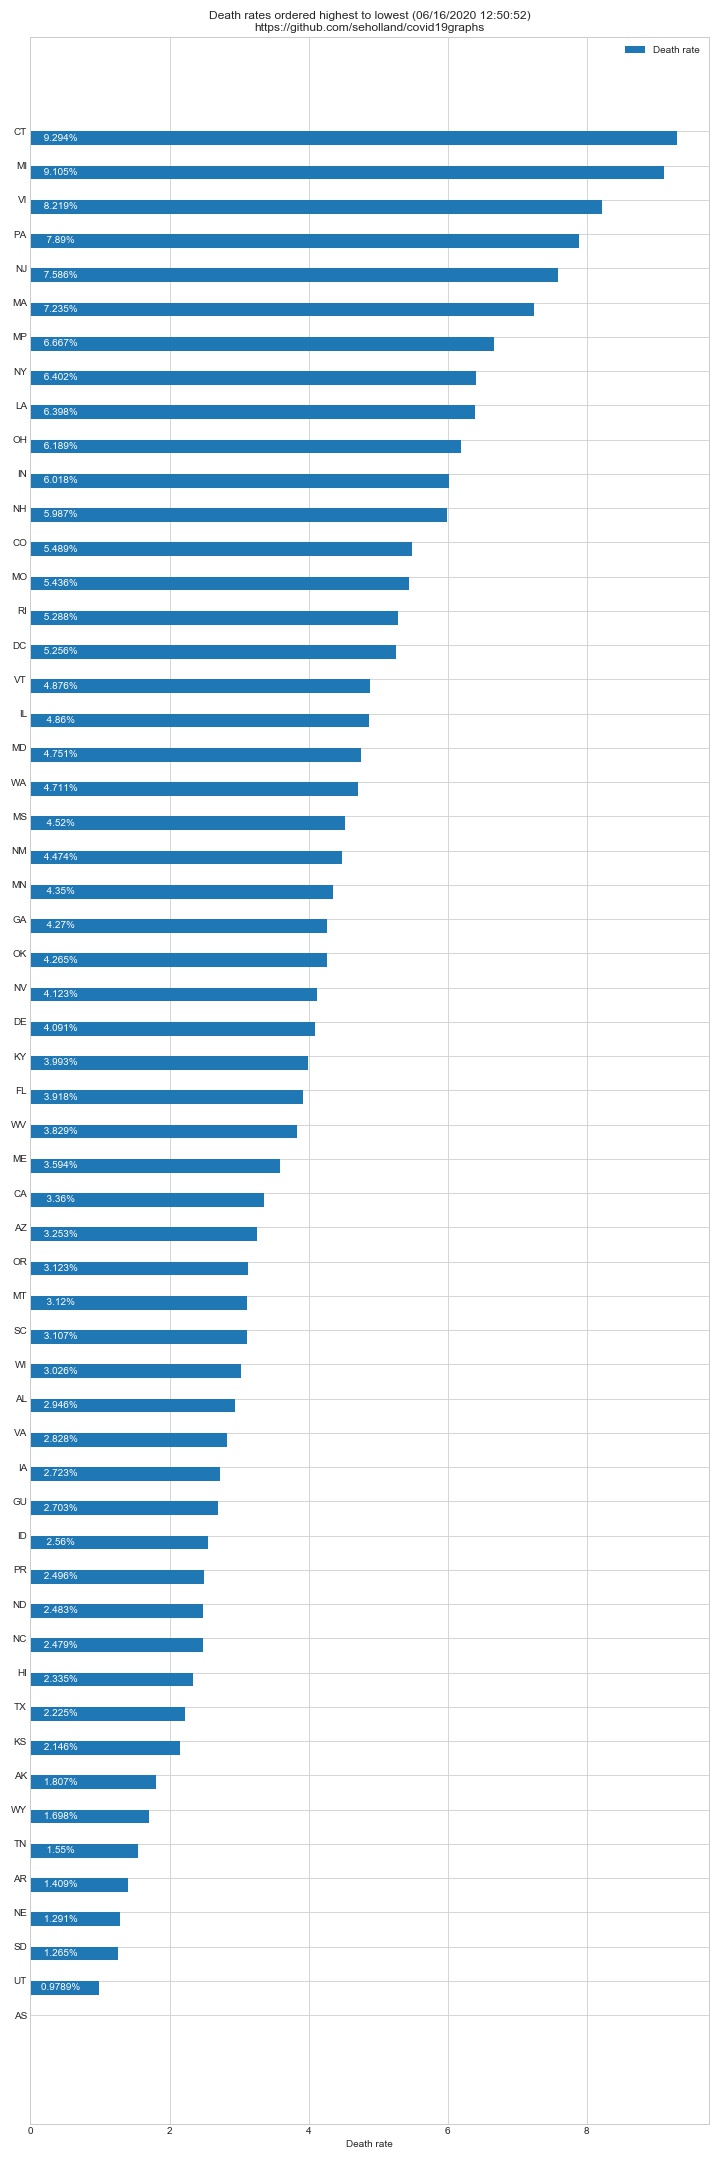 Death rates ordered highest to lowest (06/16/2020 12:50:52)
https://github.com/seholland/covid19graphs
Death rate
CT 9.294%
MI 9.105%
VI 8.219%
PA 7.89%
NJ 7.586%
MA 7.235%
MP 6.667%
NY 6.402%
LA 6.398%
OH 6.189%
IN 6.018%
NH 5.987%
CO 5.489%
MO 5.436%
RI 5.288%
DC 5.256%
VT 4.876%
IL 4.86%
MD 4.751%
WA 4.711%
MS 4.52%
NM 4.474%
MN 4.35%
GA 4.27%
OK 4.265%
NV 4.123%
DE 4.091%
KY 3.993%
FL 3.918%
WV 3.829%
ME 3.594%
CA 3.36%
AZ 3.253%
OR 3.123%
MT 3.12%
SC 3.107%
WI 3.026%
AL 2.946%
VA 2.828%
IA 2.723%
GU 2.703%
ID 2.56%
PR 2.496%
ND 2.483%
NC 2.479%
HI 2.335%
TX 2.225%
KS 2.146%
AK 1.807%
WY 1.698%
TN 1.55%
AR 1.409%
NE 1.291%
SD 1.265%
UT 0.9789%
AS
0 2 4 6 8
Death rate